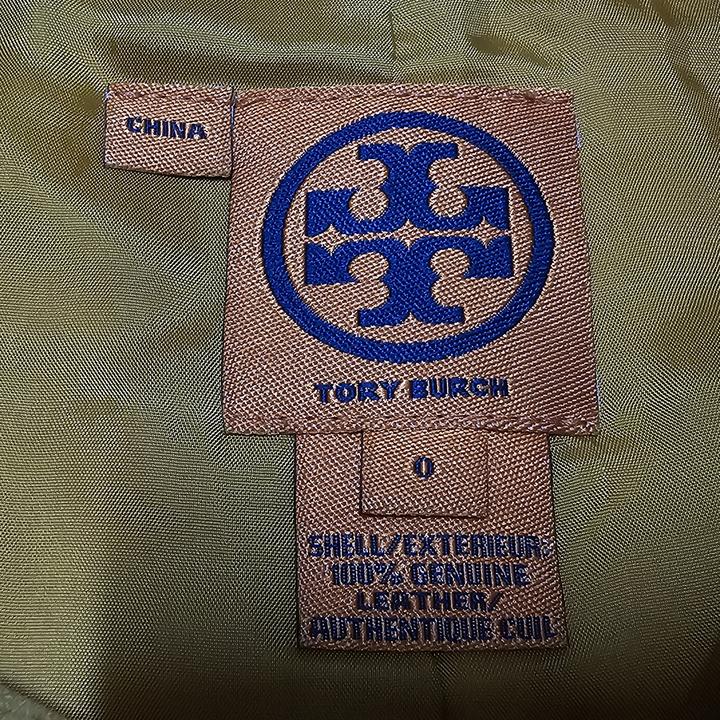 CHINA
TORY BURCH
0
SHELL/EXTERIEUR:
100% GENUINE
LEATHER/
AUTHENTIQUE CUIL